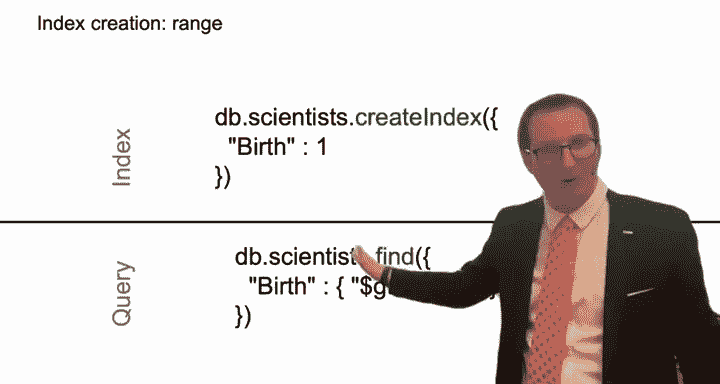 Index creation: range
Index
db.scientists.createIndex({
"Birth" : 1
})
Query
db.scientist find({
"Birth" : { "$g
})